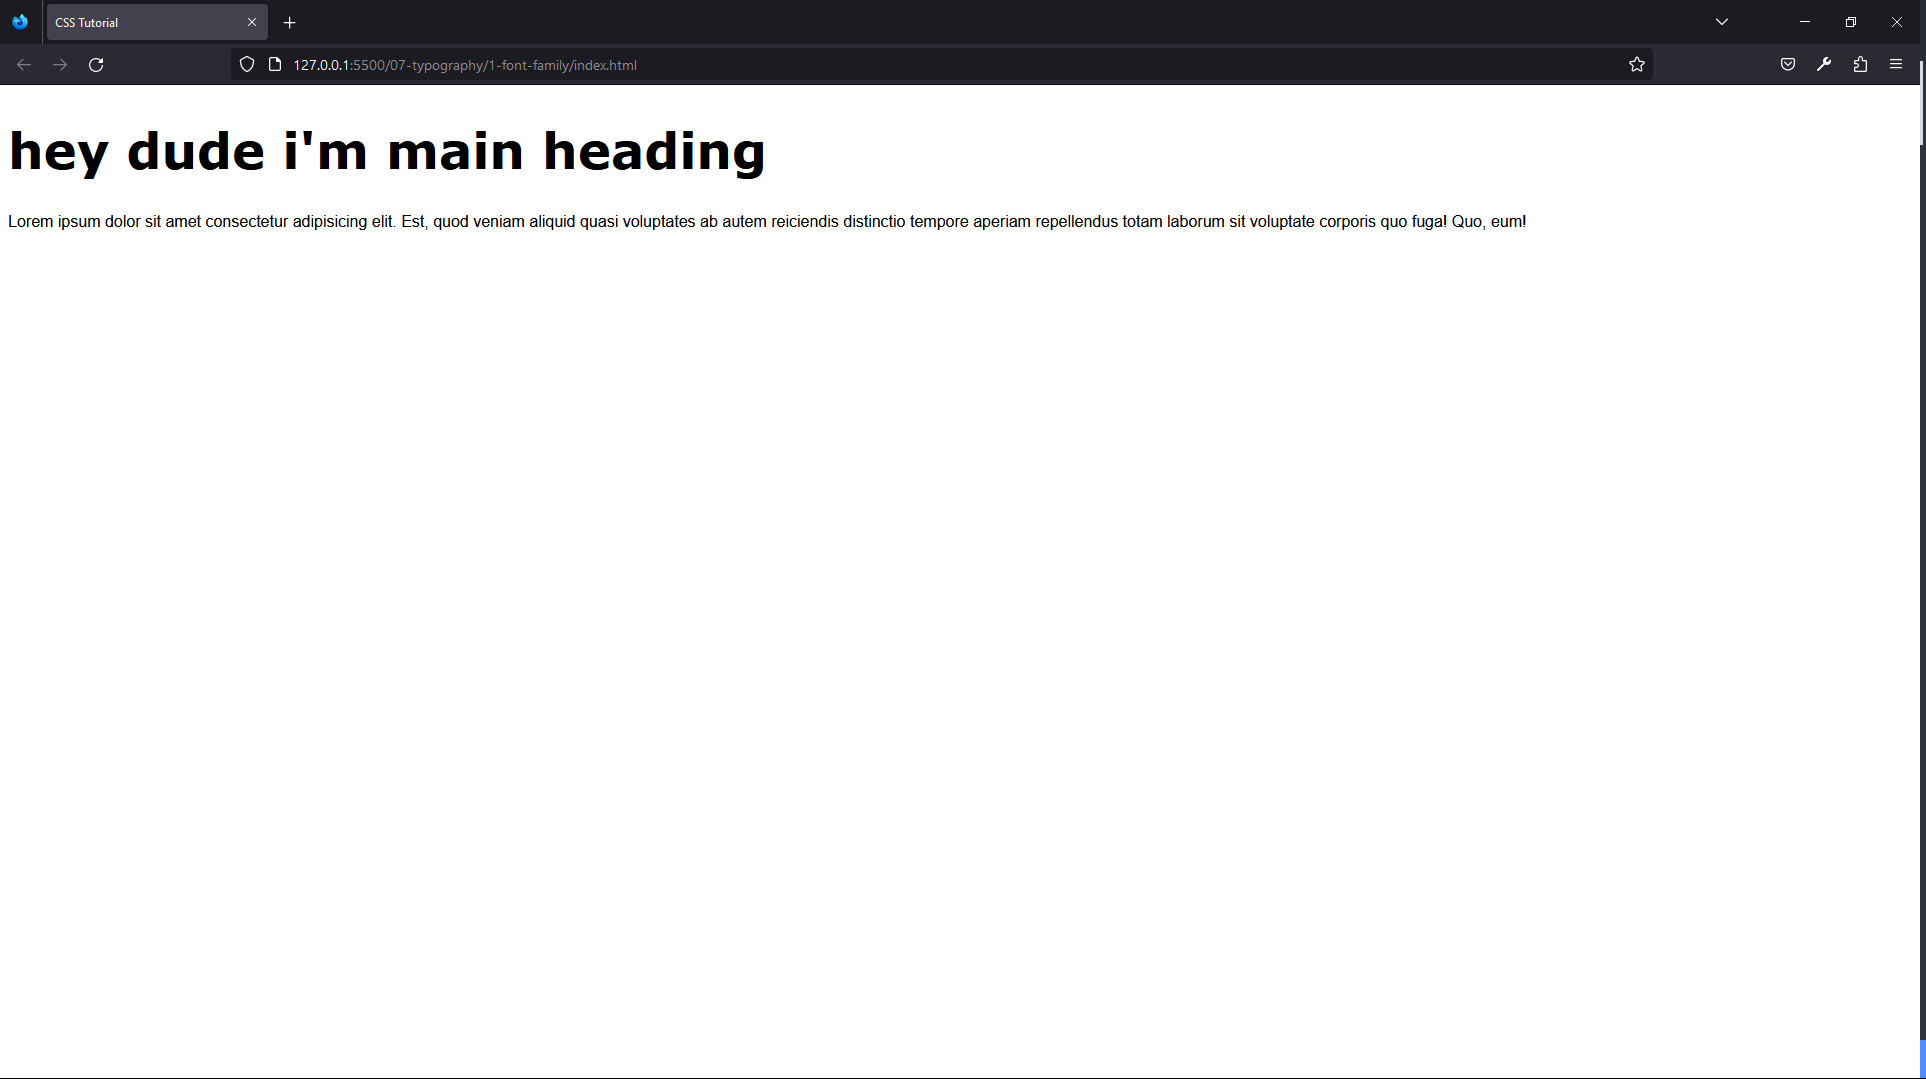 CSS Tutorial
127.0.0.1:5500/07-typography/1-font-family/index.html
hey dude i'm main heading
Lorem ipsum dolor sit amet consectetur adipisicing elit. Est, quod veniam aliquid quasi voluptates ab autem reiciendis distinctio tempore aperiam repellendus totam laborum sit voluptate corporis quo fuga! Quo, eum!